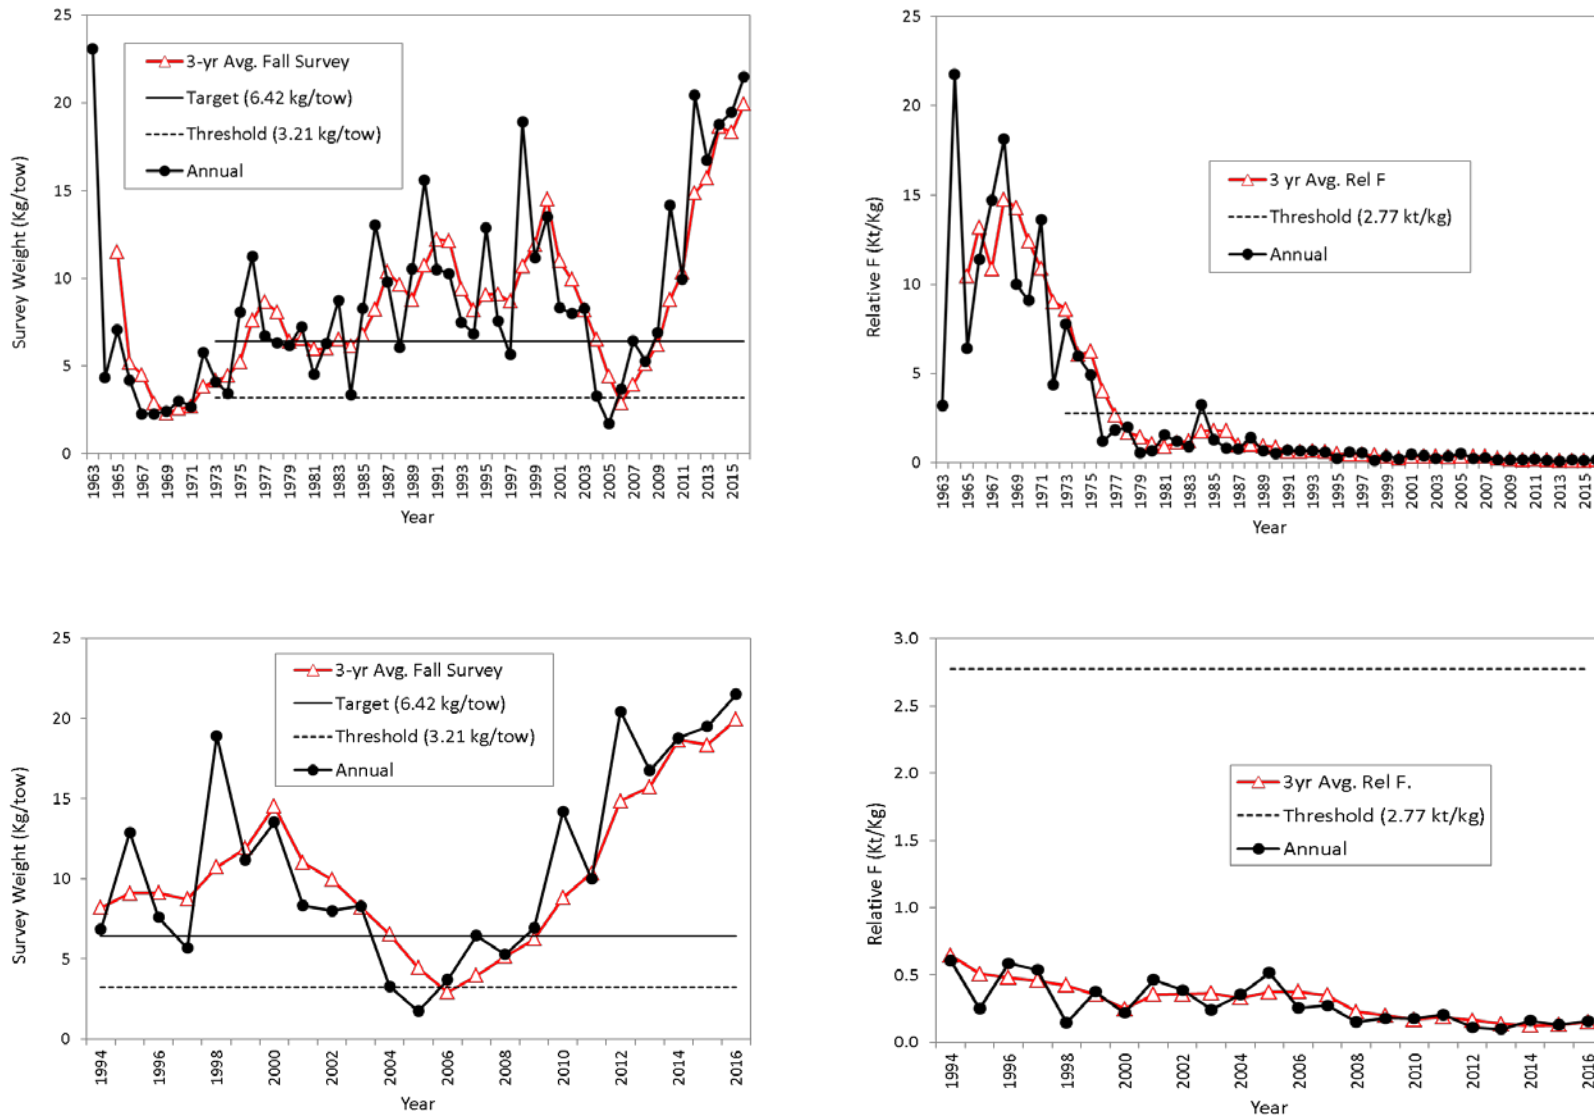 25
20
15
10
5
0
Survey Weight (Kg/tow)
3-yr Avg. Fall Survey
Target (6.42 kg/tow)
Threshold (3.21 kg/tow)
Annual
1963 1965 1967 1969 1971 1973 1975 1977 1979 1981 1983 1985 1987 1989 1991 1993 1995 1997 1999 2001 2003 2005 2007 2009 2011 2013 2015
Year
25
20
15
10
5
0
Relative F (Kt/Kg)
3 yr Avg. Rel F
Threshold (2.77 kt/kg)
Annual
1963 1965 1967 1969 1971 1973 1975 1977 1979 1981 1983 1985 1987 1989 1991 1993 1995 1997 1999 2001 2003 2005 2007 2009 2011 2013 2015
Year
25
20
15
10
5
0
Survey Weight (Kg/tow)
3-yr Avg. Fall Survey
Target (6.42 kg/tow)
Threshold (3.21 kg/tow)
Annual
1994 1996 1998 2000 2002 2004 2006 2008 2010 2012 2014 2016
Year
3.0
2.5
2.0
1.5
1.0
0.5
0.0
Relative F (Kt/Kg)
3yr Avg. Rel F.
Threshold (2.77 kt/kg)
Annual
1994 1996 1998 2000 2002 2004 2006 2008 2010 2012 2014 2016
Year